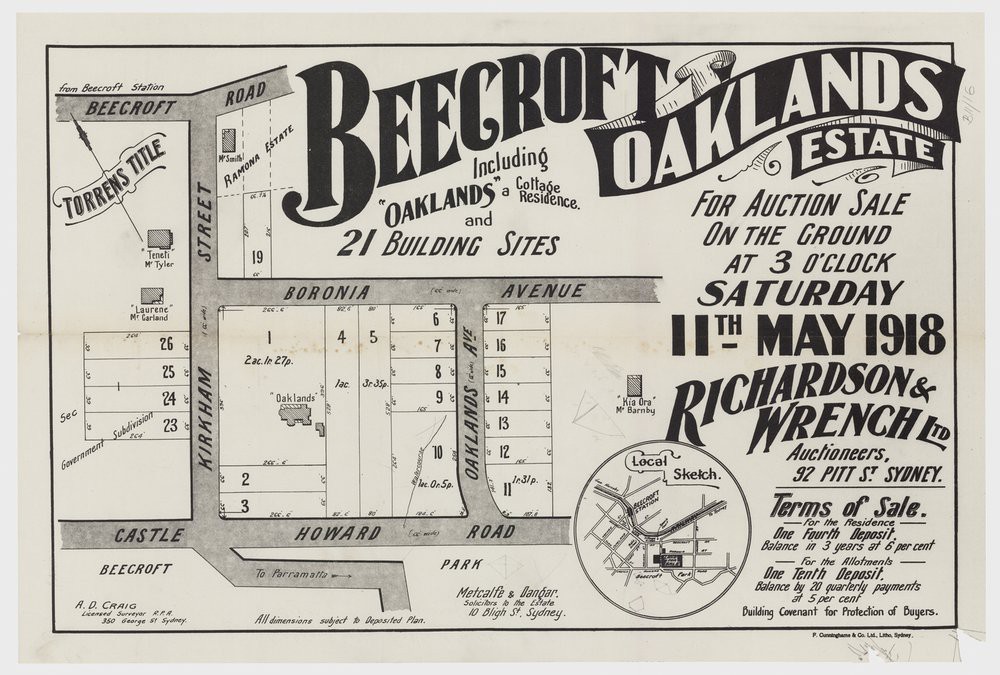 BEECROFT
OAKLANDS
ESTATE
Including
"OAKLANDS" a Cottage
Residence.
and
21 BUILDING SITES
FOR AUCTION SALE
ON THE GROUND
AT 3 O'CLOCK
SATURDAY
11TH MAY 1918
RICHARDSON &
WRENCH LTD
Auctioneers,
92 PITT ST SYDNEY.
Terms of Sale.
For the Residence
One Fourth Deposit.
Balance in 3 years at 6 per cent
For the Allotments
One Tenth Deposit.
Balance by 20 quarterly payments
at 5 per cent
Building Covenant for Protection of Buyers.
from Beecroft Station
BEECROFT ROAD
TORRENS TITLE
Mr Smith
RAMONA ESTATE
"Teneti"
Mr Tyler
"Laurene"
Mr Garland
KIRKHAM STREET
19
BORONIA AVENUE
26
25
24
23
Sec
Government Subdivision
1
2ac. 1r. 27p.
"Oaklands"
2
3
4
1ac.
5
3r. 35p.
6
7
8
9
10
1ac. 0r. 5p.
Watercourse
OAKLANDS AVE
17
16
15
14
13
12
11
1r. 31p.
"Kia Ora"
Mr Barnby
CASTLE HOWARD ROAD
BEECROFT PARK
To Parramatta
Local
Sketch.
BEECROFT
STATION
Beecroft Park
A. D. CRAIG
Licensed Surveyor R.P.A.
350 George St Sydney.
All dimensions subject to Deposited Plan.
Metcalfe & Dangar.
Solicitors to the Estate
10 Bligh St. Sydney.
P. Cunninghame & Co. Ltd., Litho, Sydney.